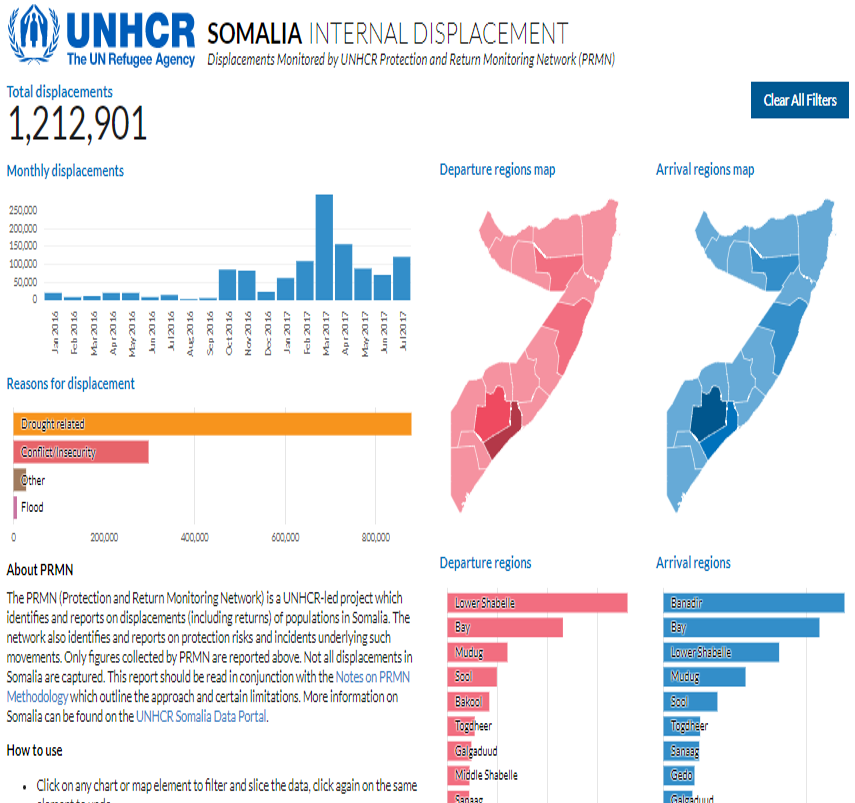 UNHCR
The UN Refugee Agency
SOMALIA INTERNAL DISPLACEMENT
Displacements Monitored by UNHCR Protection and Return Monitoring Network (PRMN)
Total displacements
1,212,901
Clear All Filters
Monthly displacements
250,000
200,000
150,000
100,000
50,000
0
Jan 2016
Feb 2016
Mar 2016
Apr 2016
May 2016
Jun 2016
Jul 2016
Aug 2016
Sep 2016
Oct 2016
Nov 2016
Dec 2016
Jan 2017
Feb 2017
Mar 2017
Apr 2017
May 2017
Jun 2017
Jul 2017
Departure regions map
Arrival regions map
Reasons for displacement
Drought related
Conflict/Insecurity
Other
Flood
0
200,000
400,000
600,000
800,000
About PRMN
The PRMN (Protection and Return Monitoring Network) is a UNHCR-led project which
identifies and reports on displacements (including returns) of populations in Somalia. The
network also identifies and reports on protection risks and incidents underlying such
movements. Only figures collected by PRMN are reported above. Not all displacements in
Somalia are captured. This report should be read in conjunction with the Notes on PRMN
Methodology which outline the approach and certain limitations. More information on
Somalia can be found on the UNHCR Somalia Data Portal.
How to use
• Click on any chart or map element to filter and slice the data, click again on the same
element to undo
Departure regions
Lower Shabelle
Bay
Mudug
Sool
Bakool
Togdheer
Galgaduud
Middle Shabelle
Sanaag
Arrival regions
Banadir
Bay
Lower Shabelle
Mudug
Sool
Togdheer
Sanaag
Gedo
Galgaduud